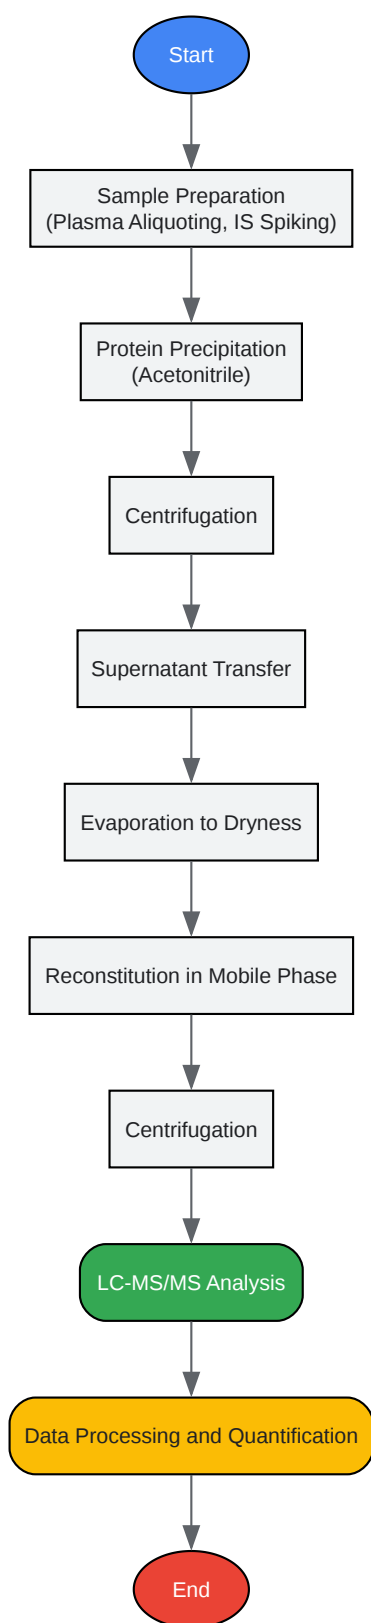 Start
Sample Preparation
(Plasma Aliquoting, IS Spiking)
Protein Precipitation
(Acetonitrile)
Centrifugation
Supernatant Transfer
Evaporation to Dryness
Reconstitution in Mobile Phase
Centrifugation
LC-MS/MS Analysis
Data Processing and Quantification
End